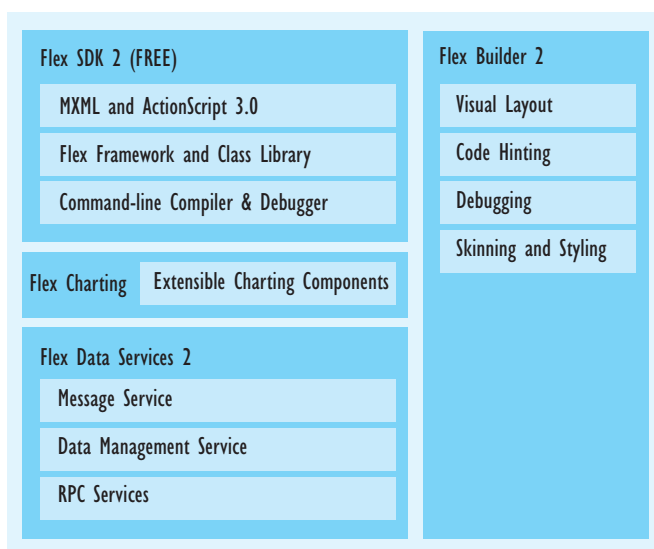 Flex SDK 2 (FREE)
MXML and ActionScript 3.0
Flex Framework and Class Library
Command-line Compiler & Debugger
Flex Charting
Extensible Charting Components
Flex Data Services 2
Message Service
Data Management Service
RPC Services
Flex Builder 2
Visual Layout
Code Hinting
Debugging
Skinning and Styling